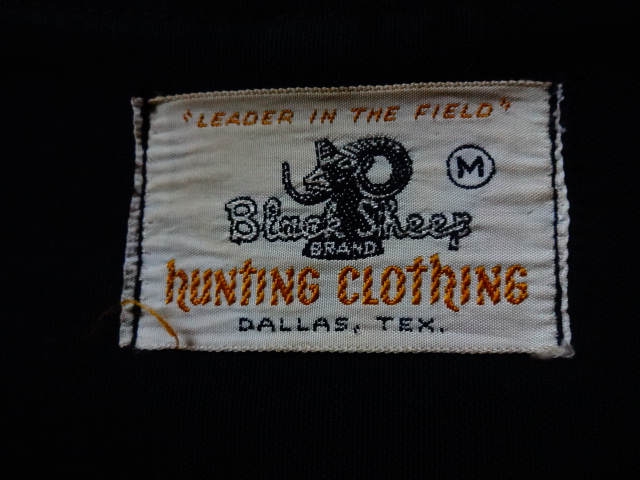 "LEADER IN THE FIELD"
M
Black Sheep
BRAND
HUNTING CLOTHING
DALLAS, TEX.